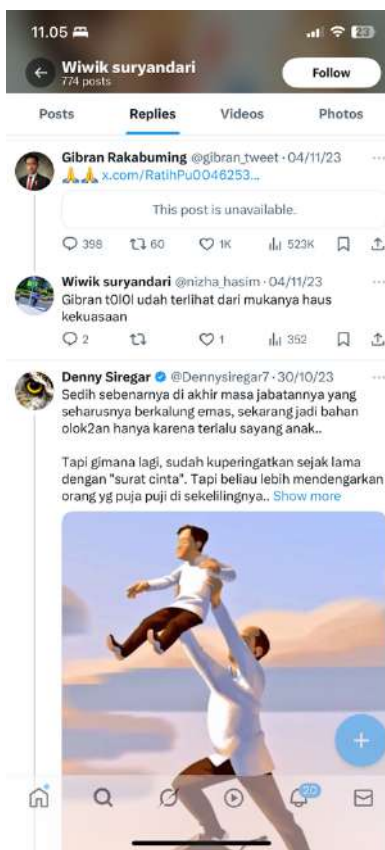 11.05
23
Wiwik suryandari
774 posts
Follow
Posts Replies Videos Photos
Gibran Rakabuming @gibran_tweet · 04/11/23
🙏🙏 x.com/RatihPu0046253...
This post is unavailable.
398 60 1K 523K
Wiwik suryandari @nizha_hasim · 04/11/23
Gibran t0l0l udah terlihat dari mukanya haus
kekuasaan
2 1 352
Denny Siregar @Dennysiregar7 · 30/10/23
Sedih sebenarnya di akhir masa jabatannya yang
seharusnya berkalung emas, sekarang jadi bahan
olok2an hanya karena terlalu sayang anak..
Tapi gimana lagi, sudah kuperingatkan sejak lama
dengan "surat cinta". Tapi beliau lebih mendengarkan
orang yg puja puji di sekelilingnya.. Show more
20